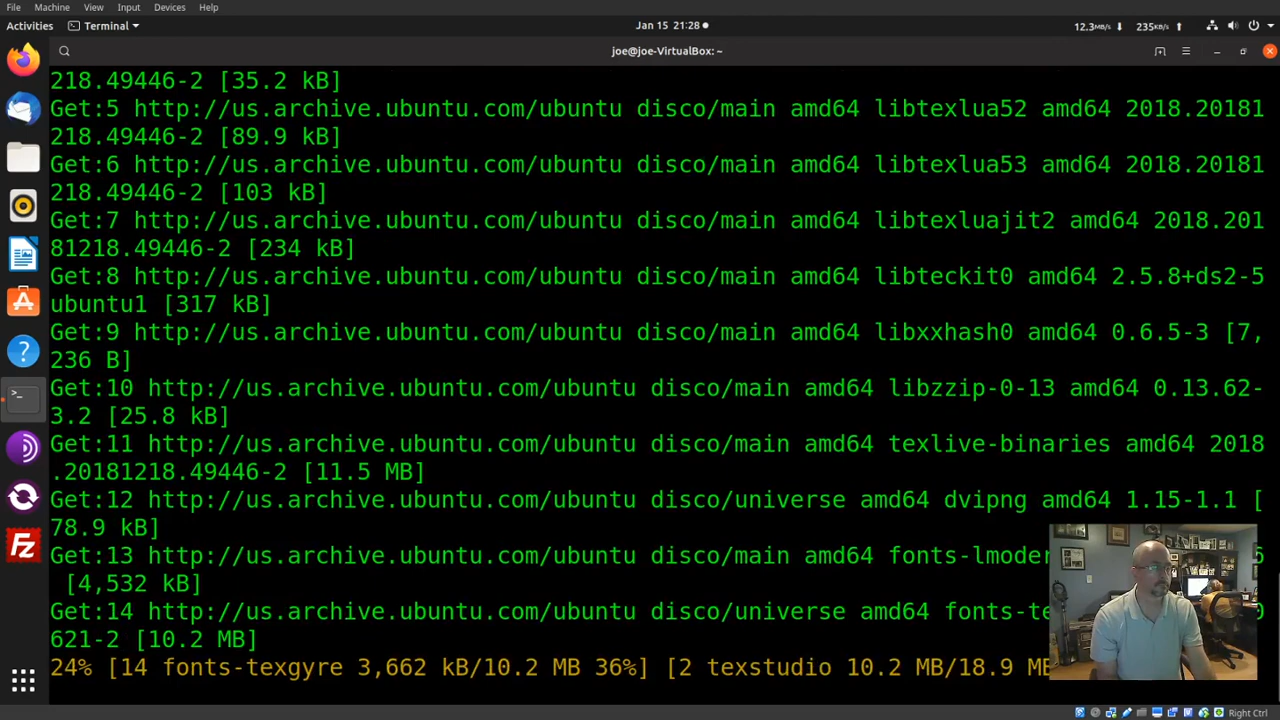 File Machine View Input Devices Help
Activities Terminal Jan 15 21:28 12.3MB/s 235KB/s
joe@joe-VirtualBox: ~
218.49446-2 [35.2 kB]
Get:5 http://us.archive.ubuntu.com/ubuntu disco/main amd64 libtexlua52 amd64 2018.20181
218.49446-2 [89.9 kB]
Get:6 http://us.archive.ubuntu.com/ubuntu disco/main amd64 libtexlua53 amd64 2018.20181
218.49446-2 [103 kB]
Get:7 http://us.archive.ubuntu.com/ubuntu disco/main amd64 libtexluajit2 amd64 2018.201
81218.49446-2 [234 kB]
Get:8 http://us.archive.ubuntu.com/ubuntu disco/main amd64 libteckit0 amd64 2.5.8+ds2-5
ubuntu1 [317 kB]
Get:9 http://us.archive.ubuntu.com/ubuntu disco/main amd64 libxxhash0 amd64 0.6.5-3 [7,
236 B]
Get:10 http://us.archive.ubuntu.com/ubuntu disco/main amd64 libzzip-0-13 amd64 0.13.62-
3.2 [25.8 kB]
Get:11 http://us.archive.ubuntu.com/ubuntu disco/main amd64 texlive-binaries amd64 2018
.20181218.49446-2 [11.5 MB]
Get:12 http://us.archive.ubuntu.com/ubuntu disco/universe amd64 dvipng amd64 1.15-1.1 [
78.9 kB]
Get:13 http://us.archive.ubuntu.com/ubuntu disco/main amd64 fonts-lmoder
[4,532 kB]
Get:14 http://us.archive.ubuntu.com/ubuntu disco/universe amd64 fonts-te
621-2 [10.2 MB]
24% [14 fonts-texgyre 3,662 kB/10.2 MB 36%] [2 texstudio 10.2 MB/18.9 MB
Right Ctrl